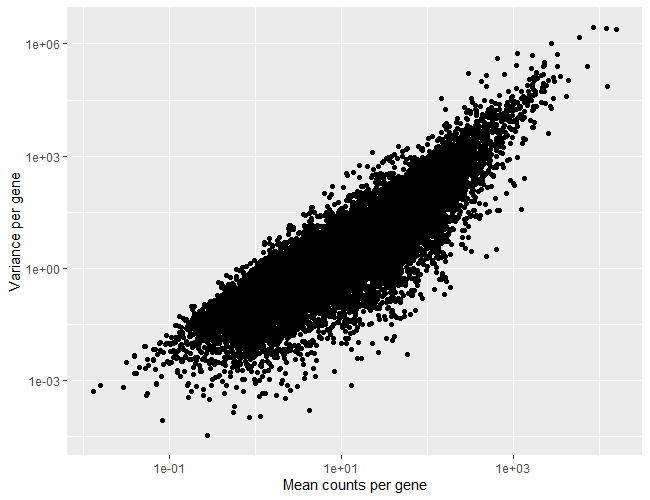 1e+06
1e+03
1e+00
1e-03
Variance per gene
1e-01
1e+01
1e+03
Mean counts per gene